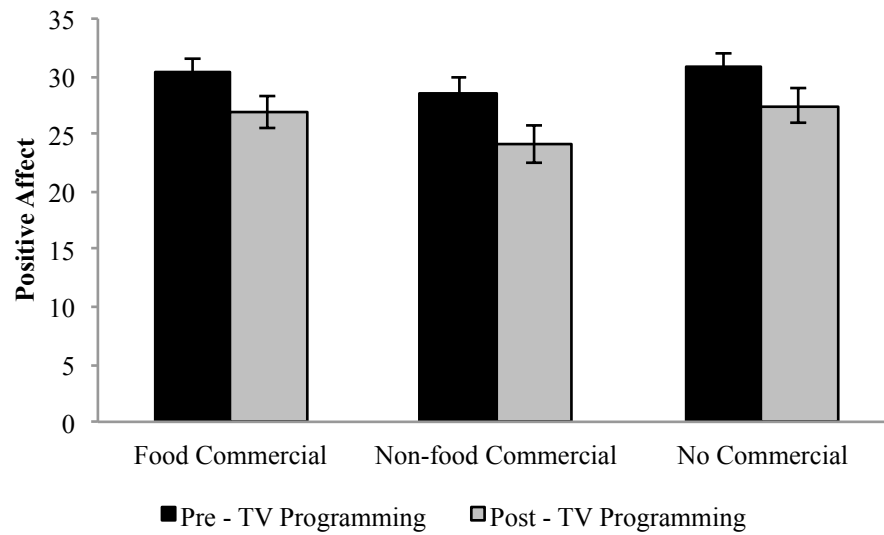 35
30
25
20
15
10
5
0
Positive Affect
Food Commercial Non-food Commercial No Commercial
Pre - TV Programming Post - TV Programming